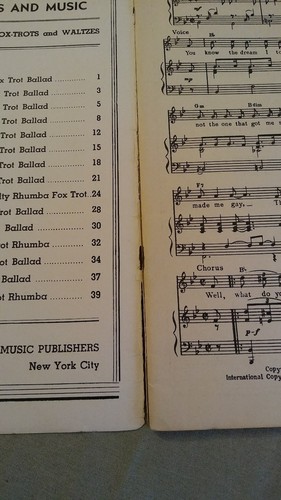 S AND MUSIC
OX-TROTS and WALTZES
x Trot Ballad 1
Trot Ballad 3
Trot Ballad 5
Trot Ballad 8
Trot Ballad 12
Trot Ballad 15
Trot Ballad 18
Trot Ballad 21
lty Rhumba Fox Trot 24
rot Ballad 28
Ballad 30
ot Rhumba 32
ot Ballad 34
Ballad 37
ot Rhumba 39
MUSIC PUBLISHERS
New York City
Voice
You know the dream I t
Gm
not the one that got me
F7
made me gay,
Chorus
Well, what do yo
p-f
Copy
International Copy